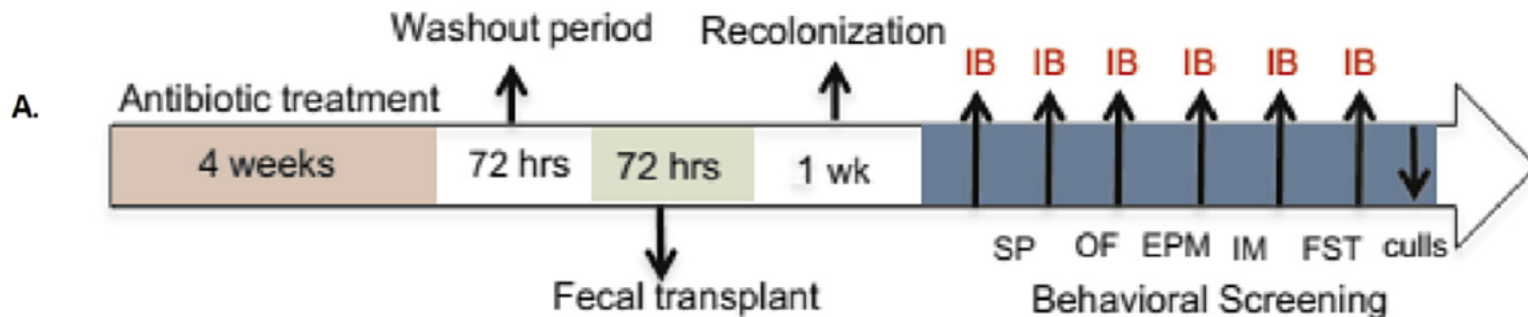 Washout period Recolonization
IB IB IB IB IB IB
A.
Antibiotic treatment
4 weeks 72 hrs 72 hrs 1 wk
SP OF EPM IM FST culls
Fecal transplant Behavioral Screening